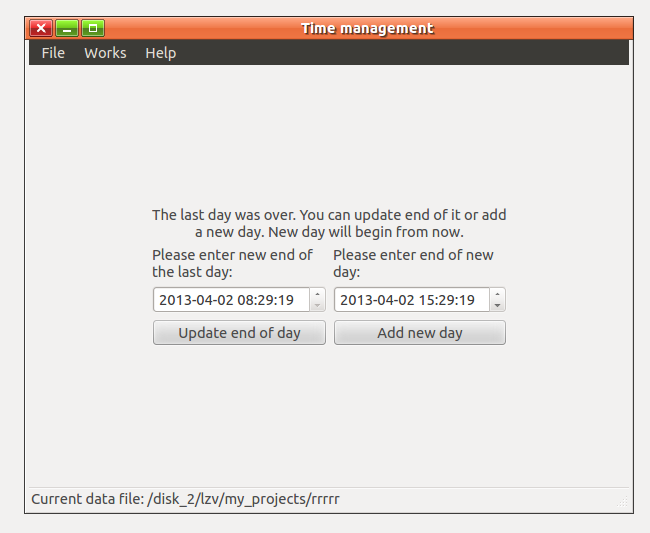 Time management
File Works Help
The last day was over. You can update end of it or add
a new day. New day will begin from now.
Please enter new end of
the last day:
Please enter end of new
day:
2013-04-02 08:29:19
2013-04-02 15:29:19
Update end of day
Add new day
Current data file: /disk_2/lzv/my_projects/rrrrr